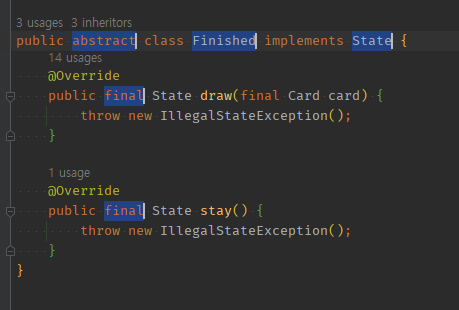 3 usages 3 inheritors
public abstract class Finished implements State {
14 usages
@Override
public final State draw(final Card card) {
throw new IllegalStateException();
}
1 usage
@Override
public final State stay() {
throw new IllegalStateException();
}
}